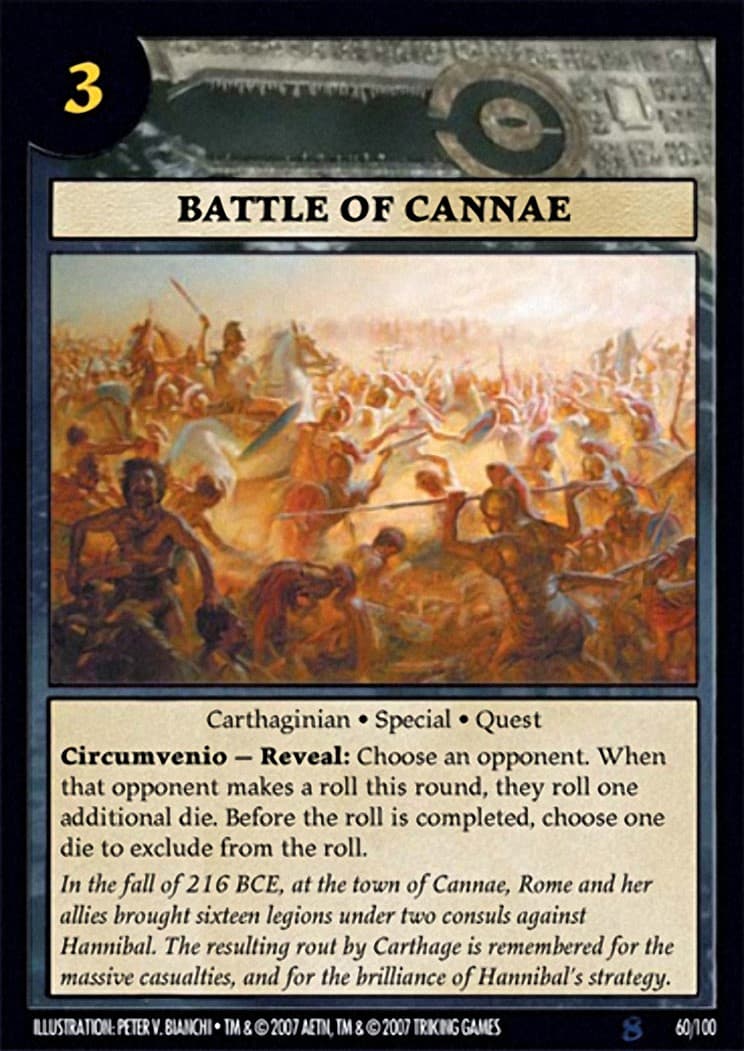 3
BATTLE OF CANNAE
Carthaginian • Special • Quest
Circumvenio — Reveal: Choose an opponent. When
that opponent makes a roll this round, they roll one
additional die. Before the roll is completed, choose one
die to exclude from the roll.
In the fall of 216 BCE, at the town of Cannae, Rome and her
allies brought sixteen legions under two consuls against
Hannibal. The resulting rout by Carthage is remembered for the
massive casualties, and for the brilliance of Hannibal's strategy.
ILLUSTRATION: PETER V. BIANCHI • TM & © 2007 AETN, TM & © 2007 TRIKING GAMES 8 60/100